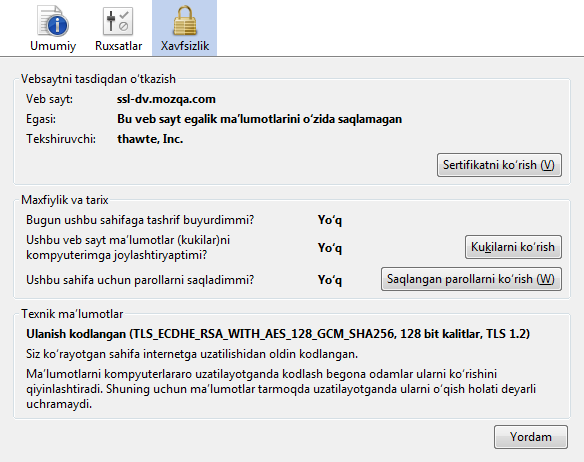 Umumiy Ruxsatlar Xavfsizlik
Vebsaytni tasdiqdan oʻtkazish
Veb sayt: ssl-dv.mozqa.com
Egasi: Bu veb sayt egalik maʼlumotlarini oʻzida saqlamagan
Tekshiruvchi: thawte, Inc.
Sertifikatni koʻrish (V)
Maxfiylik va tarix
Bugun ushbu sahifaga tashrif buyurdimmi? Yoʻq
Ushbu veb sayt maʼlumotlar (kukilar)ni
kompyuterimga joylashtiryaptimi? Yoʻq Kukilarni koʻrish
Ushbu sahifa uchun parollarni saqladimmi? Yoʻq Saqlangan parollarni koʻrish (W)
Texnik maʼlumotlar
Ulanish kodlangan (TLS_ECDHE_RSA_WITH_AES_128_GCM_SHA256, 128 bit kalitlar, TLS 1.2)
Siz koʻrayotgan sahifa internetga uzatilishidan oldin kodlangan.
Maʼlumotlarni kompyuterlararo uzatilayotganda kodlash begona odamlar ularni koʻrishini
qiyinlashtiradi. Shuning uchun maʼlumotlar tarmoqda uzatilayotganda ularni oʻqish holati deyarli
uchramaydi.
Yordam